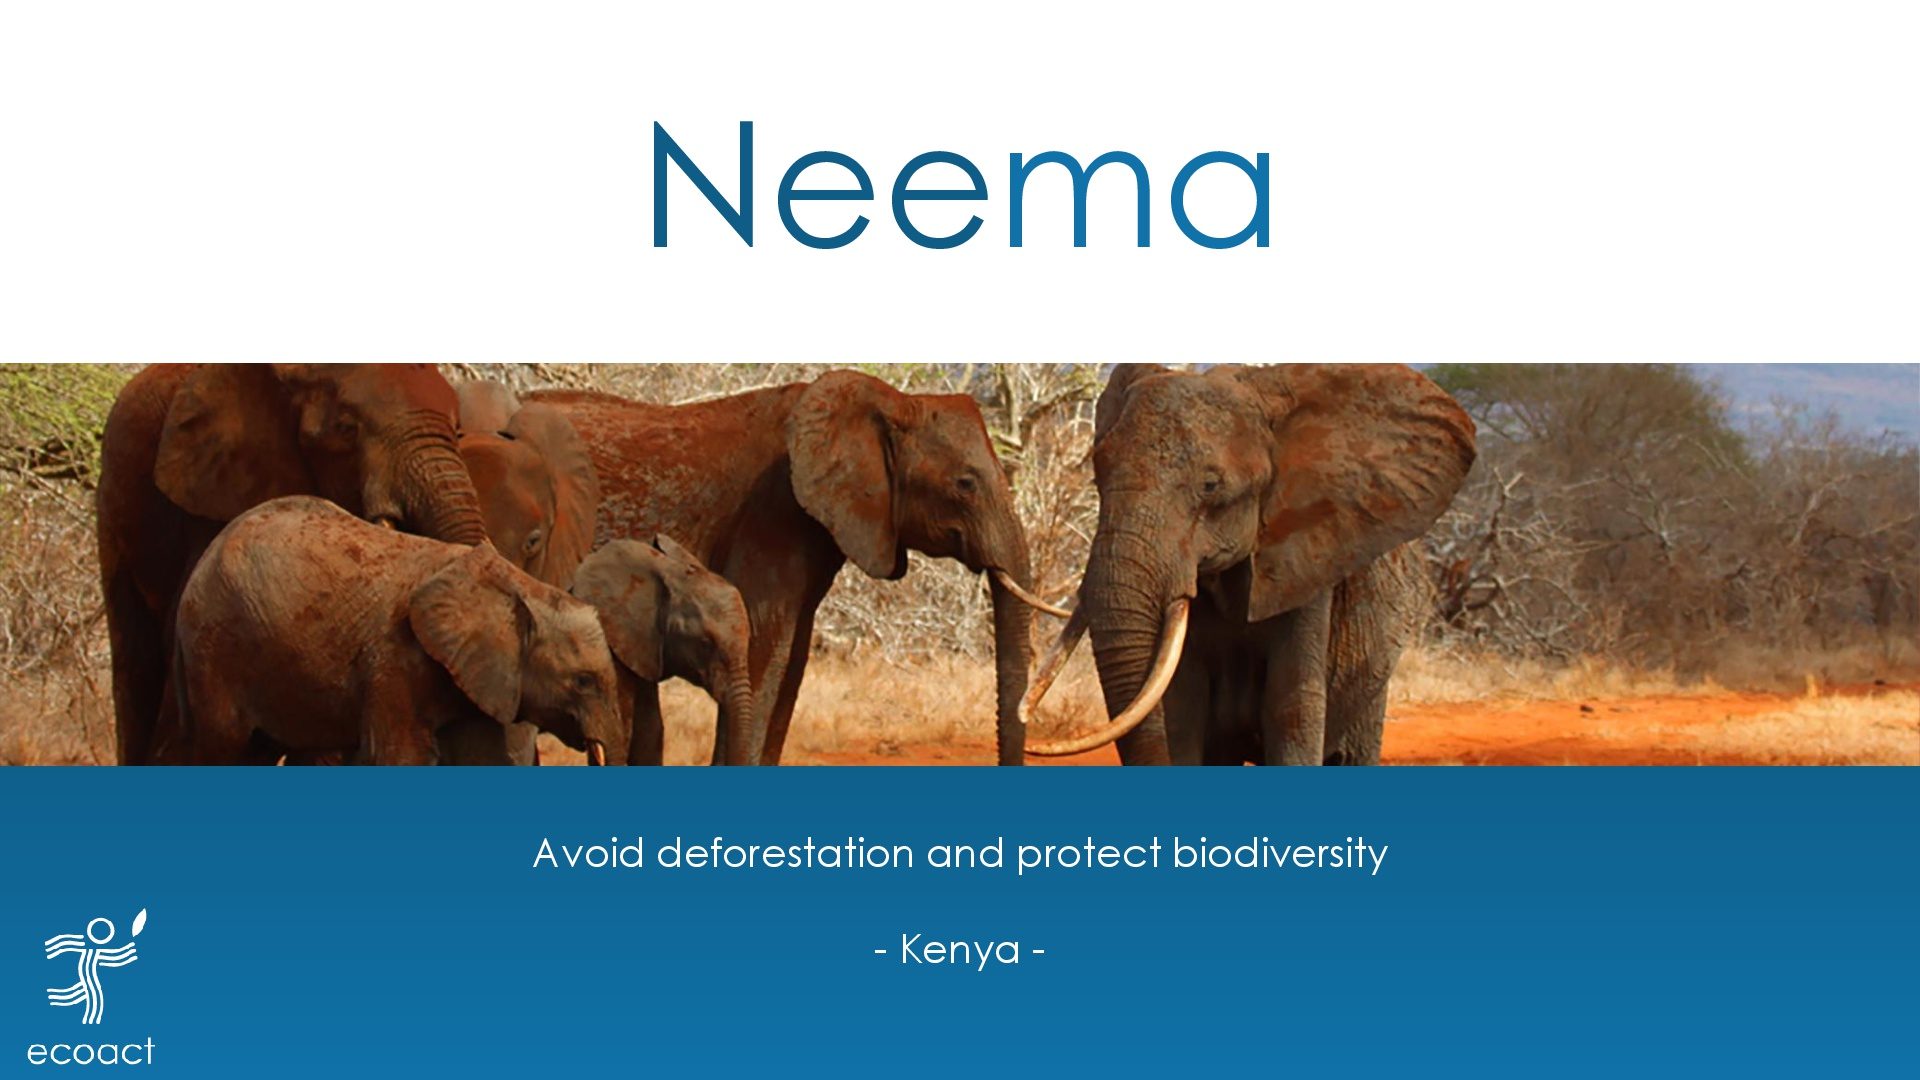 Neema
Avoid deforestation and protect biodiversity
- Kenya -
ecoact